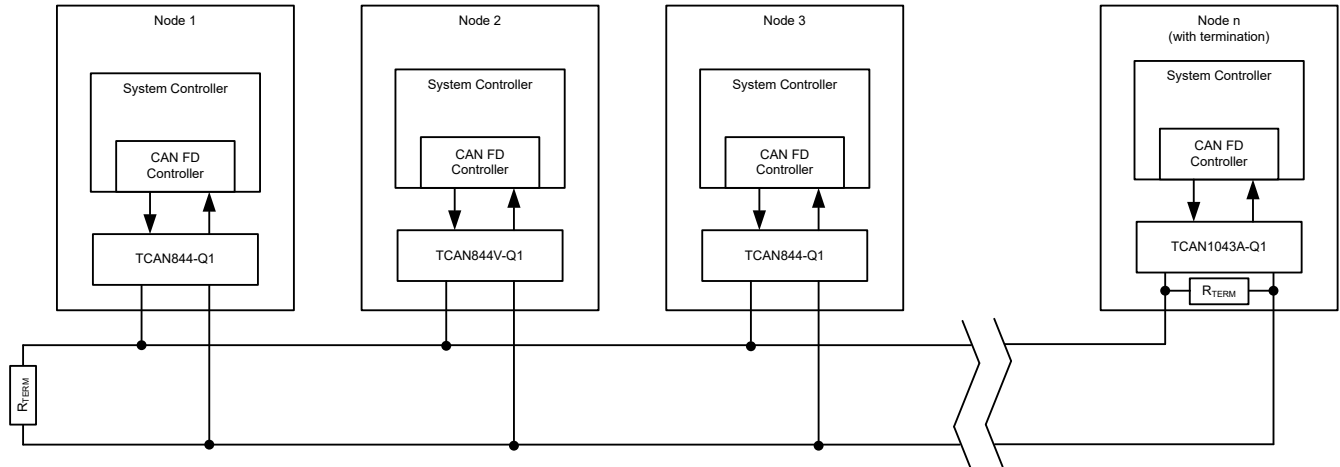 Node 1
System Controller
CAN FD
Controller
TCAN844-Q1
Node 2
System Controller
CAN FD
Controller
TCAN844V-Q1
Node 3
System Controller
CAN FD
Controller
TCAN844-Q1
Node n
(with termination)
System Controller
CAN FD
Controller
TCAN1043A-Q1
RTERM
RTERM